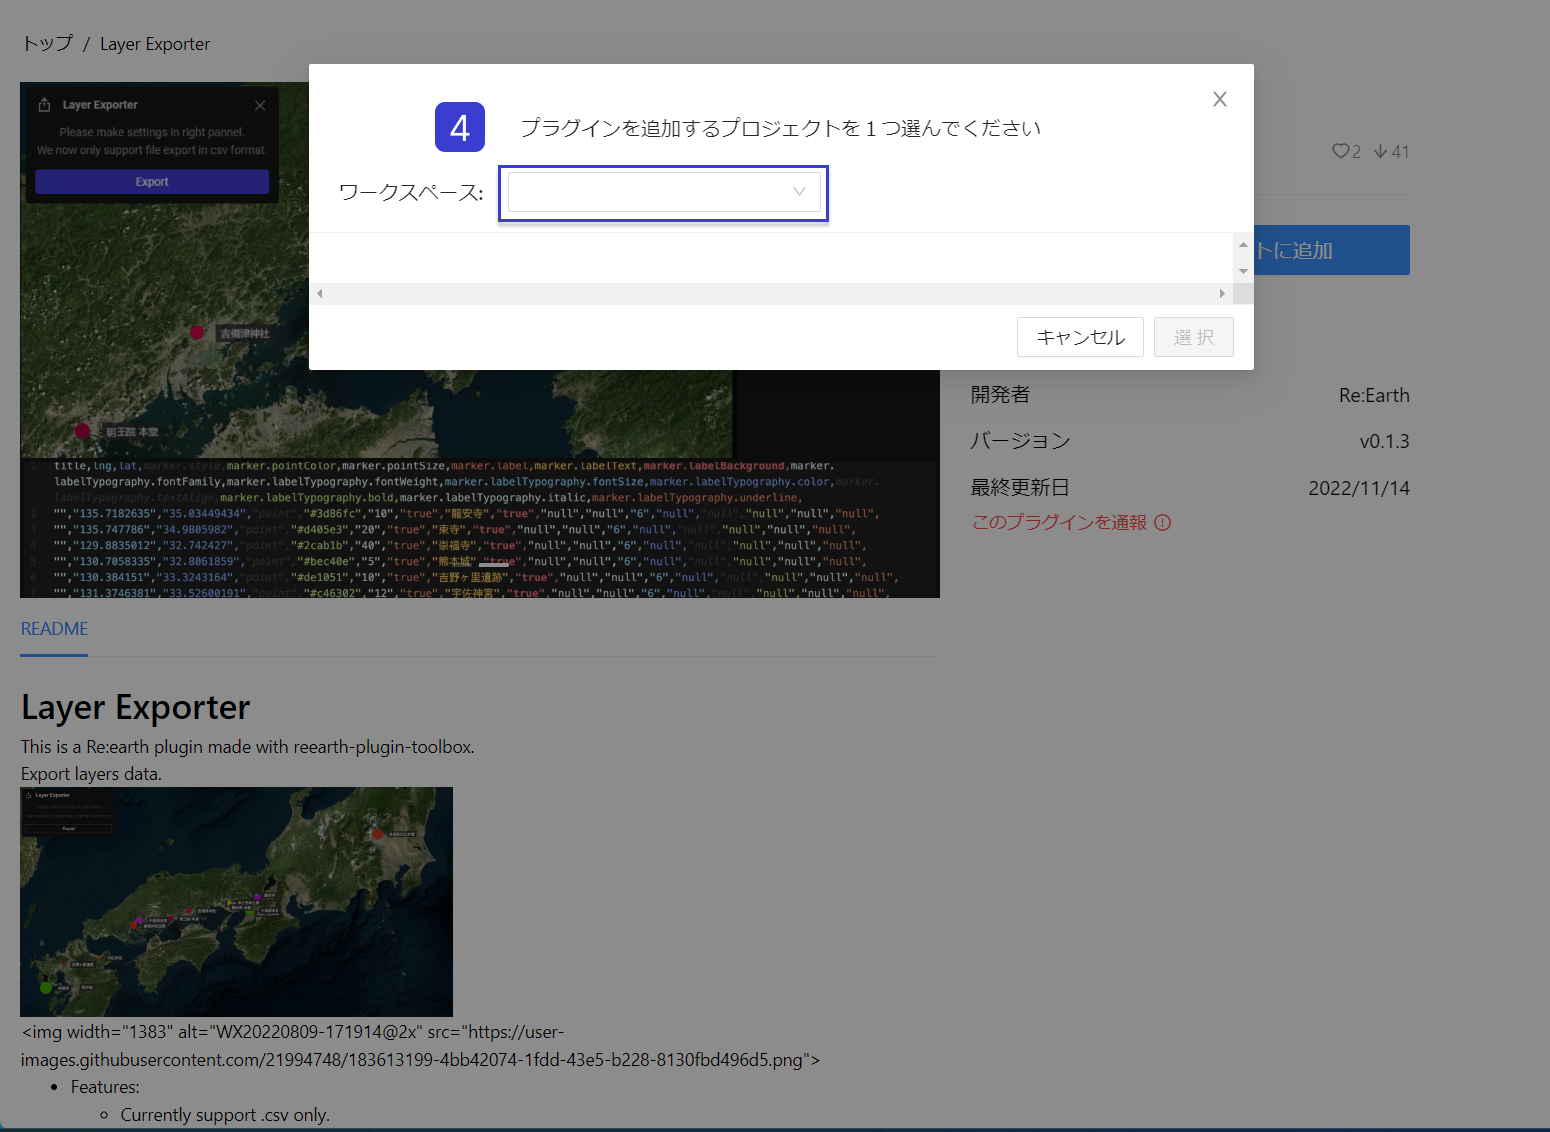 トップ / Layer Exporter
4 プラグインを追加するプロジェクトを１つ選んでください
ワークスペース:
キャンセル
選 択
Layer Exporter
Please make settings in right pannel.
We now only support file export in csv format.
Export
吉備津神社
明王院 本堂
2 41
トに追加
開発者 Re:Earth
バージョン v0.1.3
最終更新日 2022/11/14
このプラグインを通報
1 title,lng,lat,marker.style,marker.pointColor,marker.pointSize,marker.label,marker.labelText,marker.labelBackground,marker.
labelTypography.fontFamily,marker.labelTypography.fontWeight,marker.labelTypography.fontSize,marker.labelTypography.color,marker.
labelTypography.textAlign,marker.labelTypography.bold,marker.labelTypography.italic,marker.labelTypography.underline,
2 "","135.7182635","35.03449434","point","#3d86fc","10","true","龍安寺","true","null","null","6","null","null","null","null","null",
3 "","135.747786","34.9805982","point","#d405e3","20","true","東寺","true","null","null","6","null","null","null","null","null",
4 "","129.8835012","32.742427","point","#2cab1b","40","true","崇福寺","true","null","null","6","null","null","null","null","null",
5 "","130.7058335","32.8061859","point","#bec40e","5","true","熊本城","true","null","null","6","null","null","null","null","null",
6 "","130.384151","33.3243164","point","#de1051","10","true","吉野ヶ里遺跡","true","null","null","6","null","null","null","null","null",
7 "","131.3746381","33.52600191","point","#c46302","12","true","宇佐神宮","true","null","null","6","null","null","null","null","null",
README
Layer Exporter
This is a Re:earth plugin made with reearth-plugin-toolbox.
Export layers data.
Layer Exporter
Export
<img width="1383" alt="WX20220809-171914@2x" src="https://user-
images.githubusercontent.com/21994748/183613199-4bb42074-1fdd-43e5-b228-8130fbd496d5.png">
Features:
Currently support .csv only.